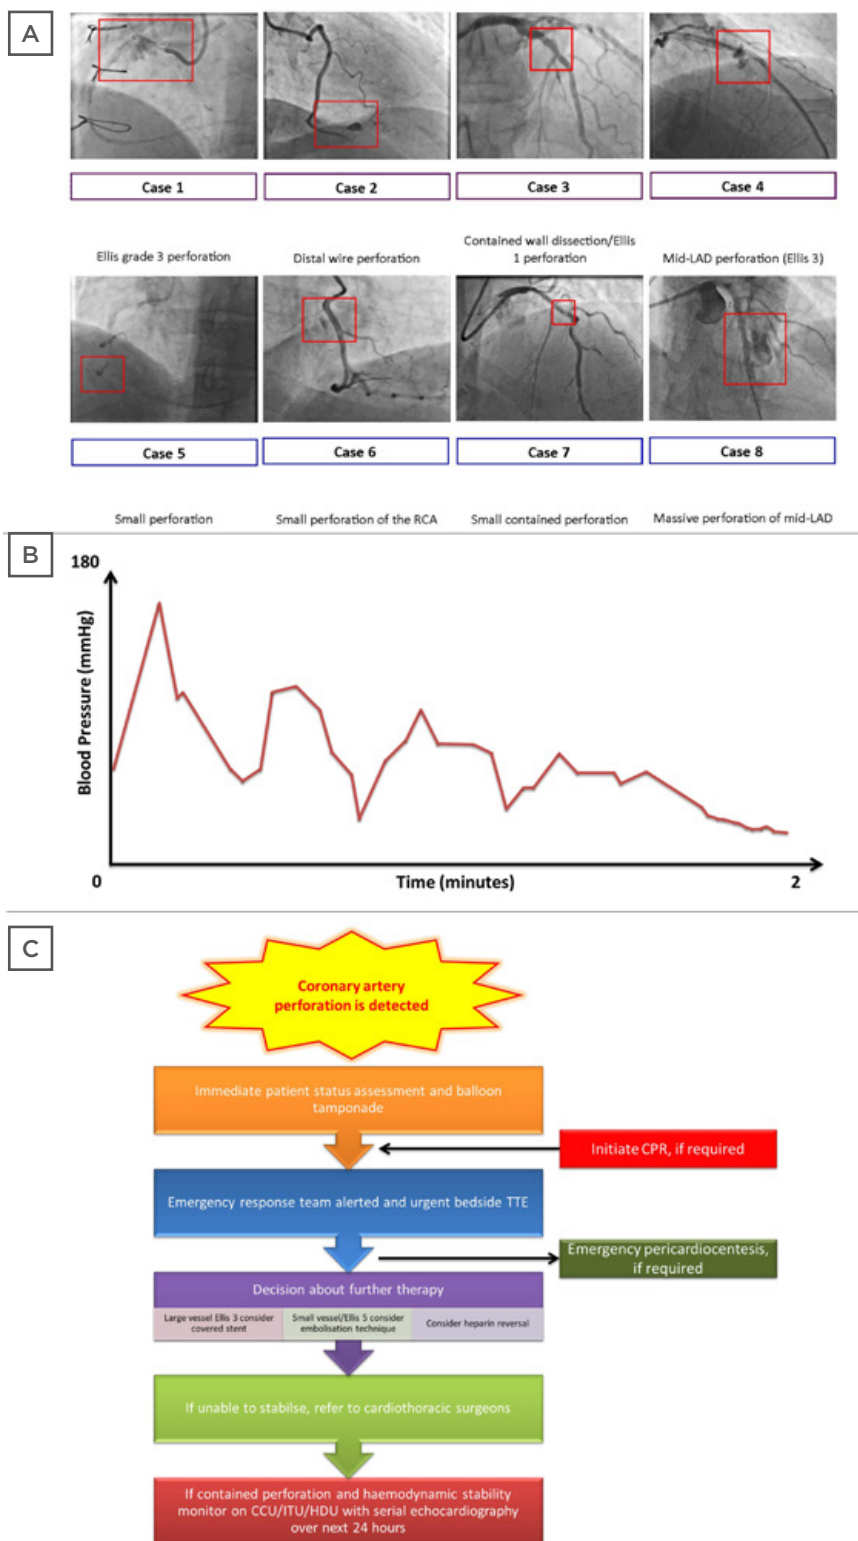 A
Case 1
Case 2
Case 3
Case 4
Ellis grade 3 perforation
Distal wire perforation
Contained wall dissection/Ellis
1 perforation
Mid-LAD perforation (Ellis 3)
Case 5
Case 6
Case 7
Case 8
Small perforation
Small perforation of the RCA
Small contained perforation
Massive perforation of mid-LAD
B
180
Blood Pressure (mmHg)
0
Time (minutes)
2
C
Coronary artery
perforation is detected
Immediate patient status assessment and balloon
tamponade
Initiate CPR, if required
Emergency response team alerted and urgent bedside TTE
Emergency pericardiocentesis,
if required
Decision about further therapy
Large vessel Ellis 3 consider
covered stent
Small vessel/Ellis 5 consider
embolisation technique
Consider heparin reversal
If unable to stabilse, refer to cardiothoracic surgeons
If contained perforation and haemodynamic stability
monitor on CCU/ITU/HDU with serial echocardiography
over next 24 hours